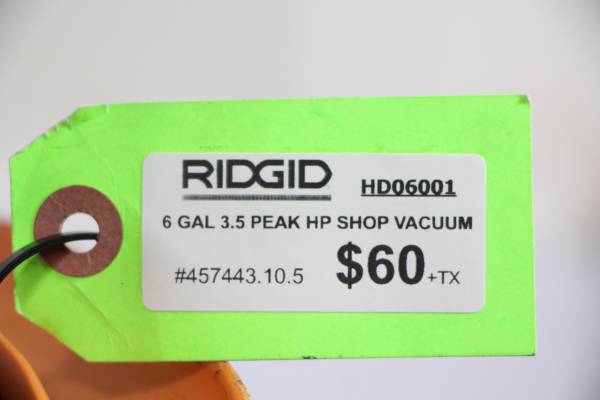 RIDGID HD06001
6 GAL 3.5 PEAK HP SHOP VACUUM
#457443.10.5 $60+TX